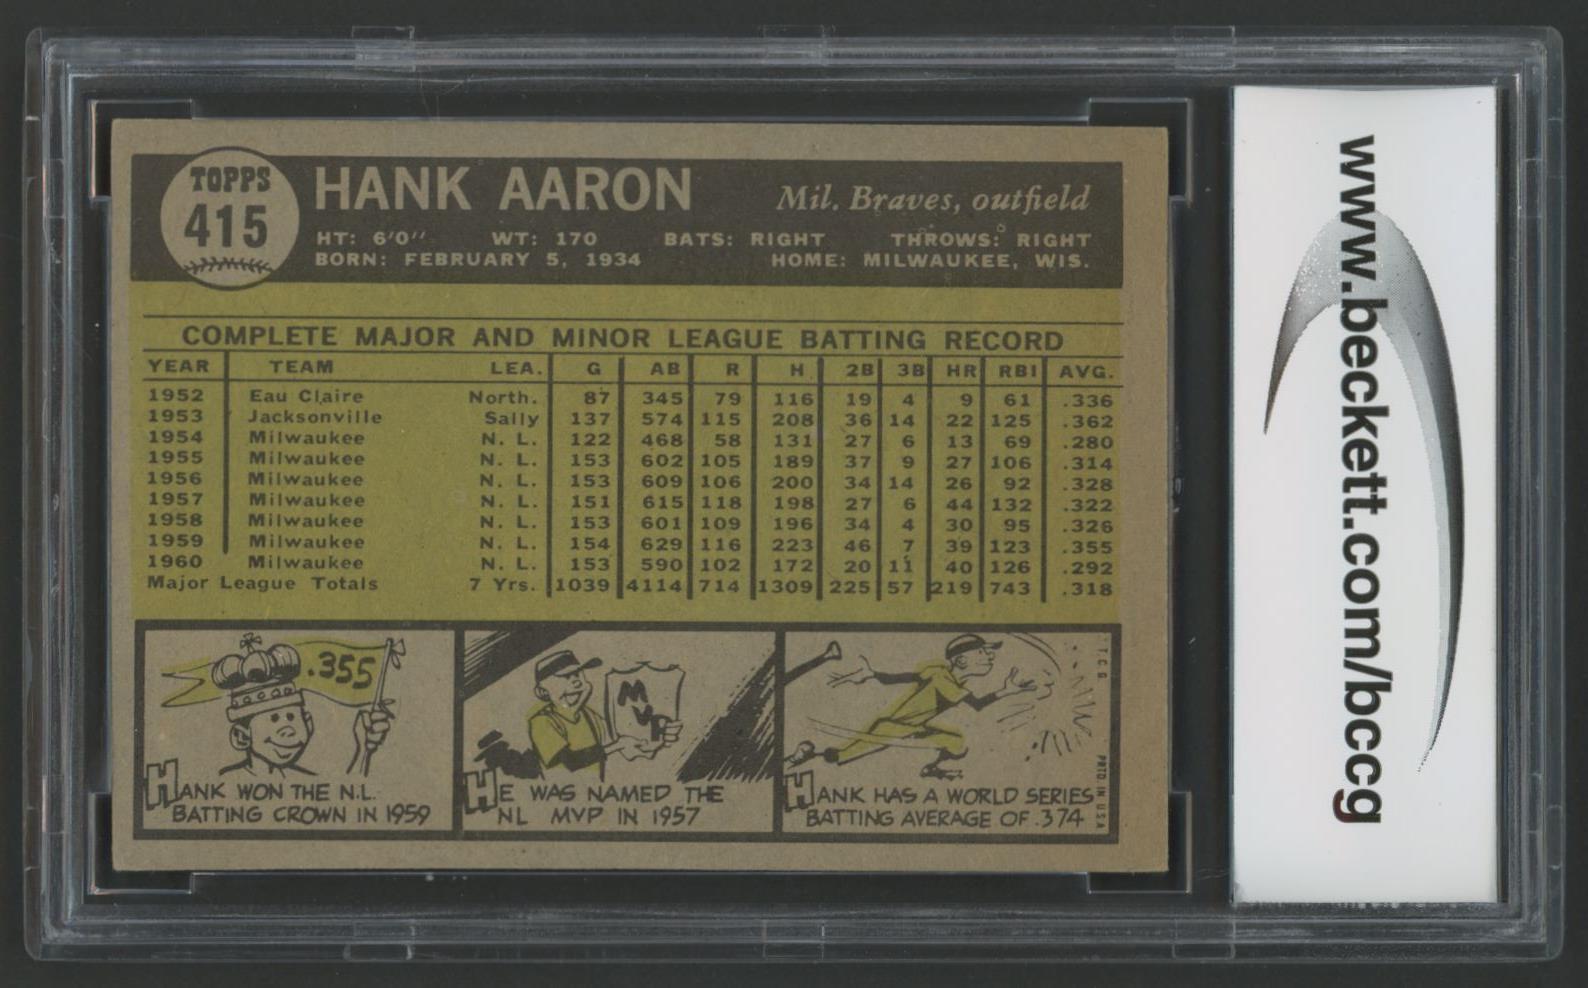 TOPPS
415
HANK AARON
Mil. Braves, outfield
HT: 6'0" WT: 170 BATS: RIGHT THROWS: RIGHT
BORN: FEBRUARY 5, 1934 HOME: MILWAUKEE, WIS.
COMPLETE MAJOR AND MINOR LEAGUE BATTING RECORD
YEAR TEAM LEA. G AB R H 2B 3B HR RBI AVG.
1952 Eau Claire North. 87 345 79 116 19 4 9 61 .336
1953 Jacksonville Sally 137 574 115 208 36 14 22 125 .362
1954 Milwaukee N. L. 122 468 58 131 27 6 13 69 .280
1955 Milwaukee N. L. 153 602 105 189 37 9 27 106 .314
1956 Milwaukee N. L. 153 609 106 200 34 14 26 92 .328
1957 Milwaukee N. L. 151 615 118 198 27 6 44 132 .322
1958 Milwaukee N. L. 153 601 109 196 34 4 30 95 .326
1959 Milwaukee N. L. 154 629 116 223 46 7 39 123 .355
1960 Milwaukee N. L. 153 590 102 172 20 11 40 126 .292
Major League Totals 7 Yrs. 1039 4114 714 1309 225 57 219 743 .318
.355
HANK WON THE N.L.
BATTING CROWN IN 1959
MVP
HE WAS NAMED THE
NL MVP IN 1957
HANK HAS A WORLD SERIES
BATTING AVERAGE OF .374
T.C.G.
PRTD. IN U.S.A.
www.beckett.com/bccg